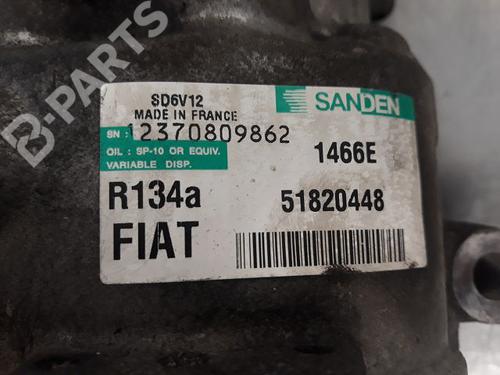 B-PARTS
SD6V12
MADE IN FRANCE
SANDEN
SN: 12370809862
OIL: SP-10 OR EQUIV.
VARIABLE DISP.
1466E
R134a
51820448
FIAT